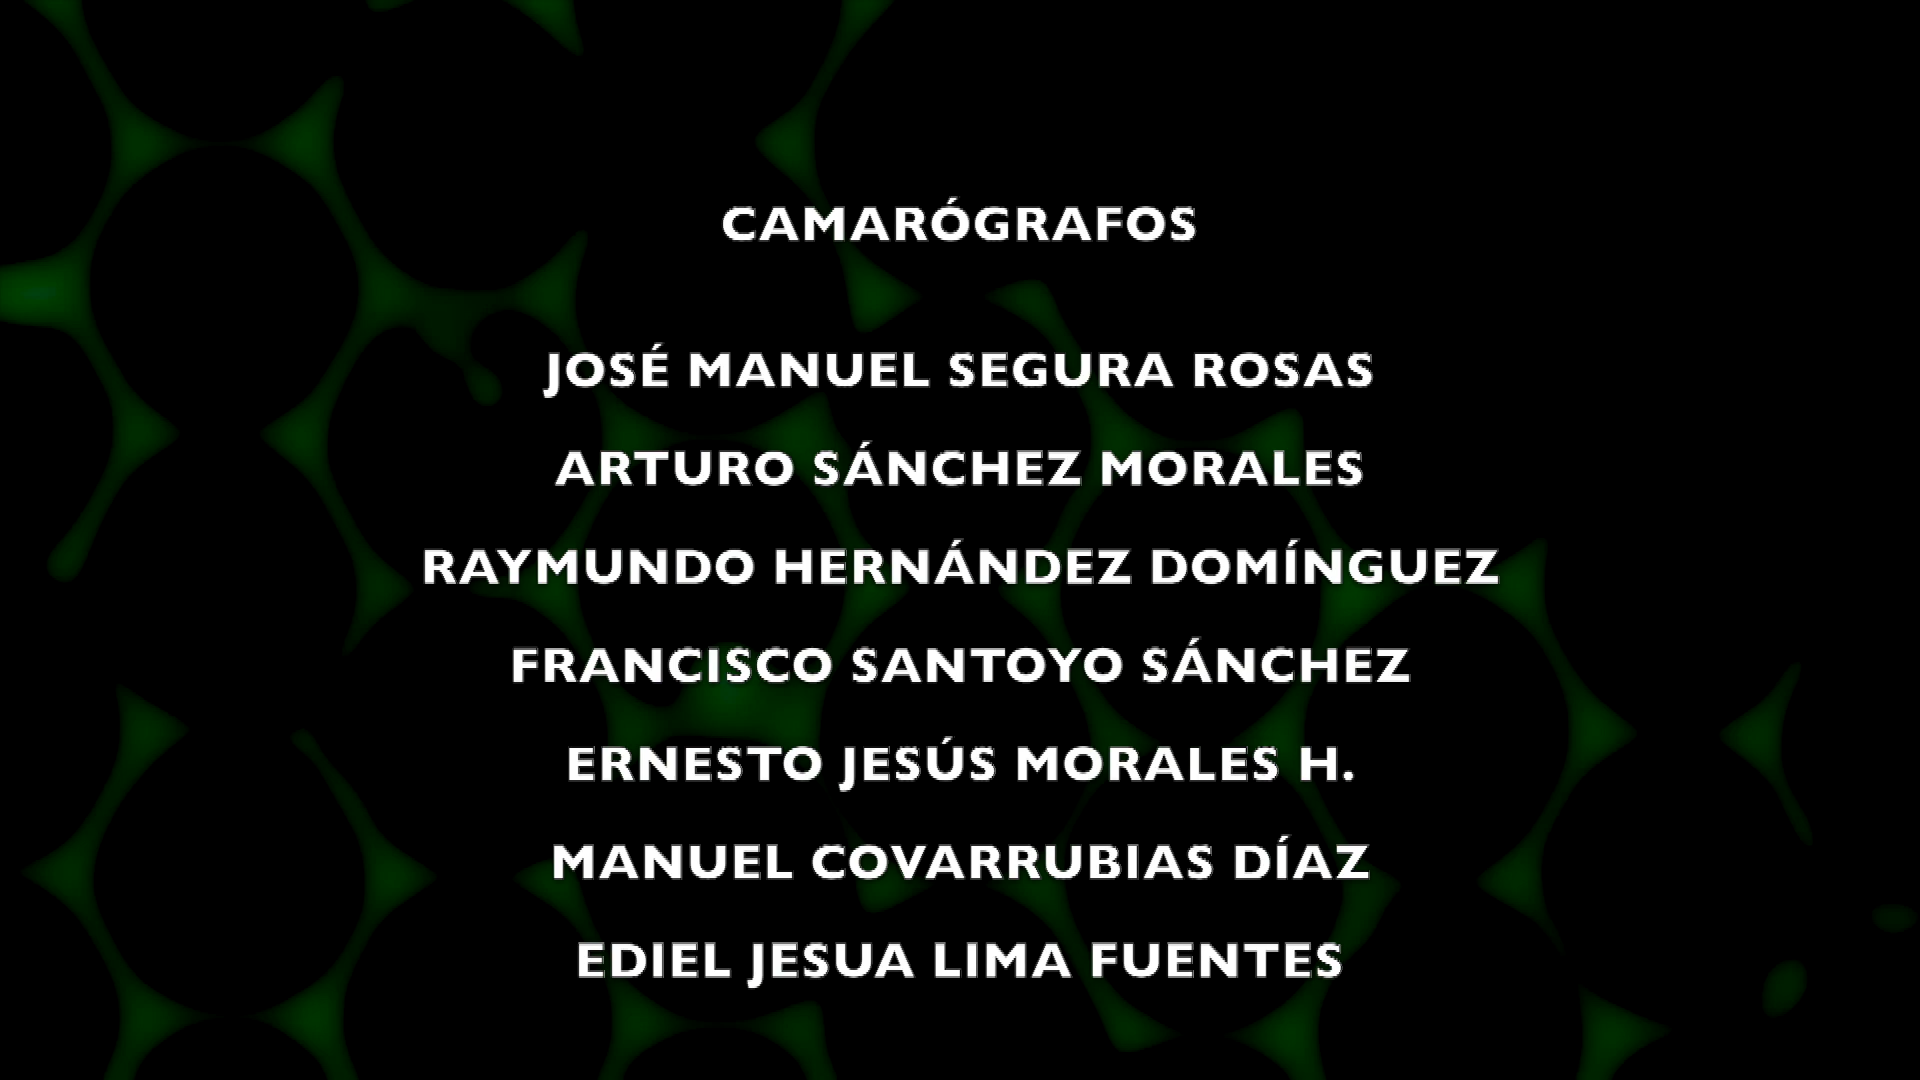 CAMARÓGRAFOS
JOSÉ MANUEL SEGURA ROSAS
ARTURO SÁNCHEZ MORALES
RAYMUNDO HERNÁNDEZ DOMÍNGUEZ
FRANCISCO SANTOYO SÁNCHEZ
ERNESTO JESÚS MORALES H.
MANUEL COVARRUBIAS DÍAZ
EDIEL JESUA LIMA FUENTES